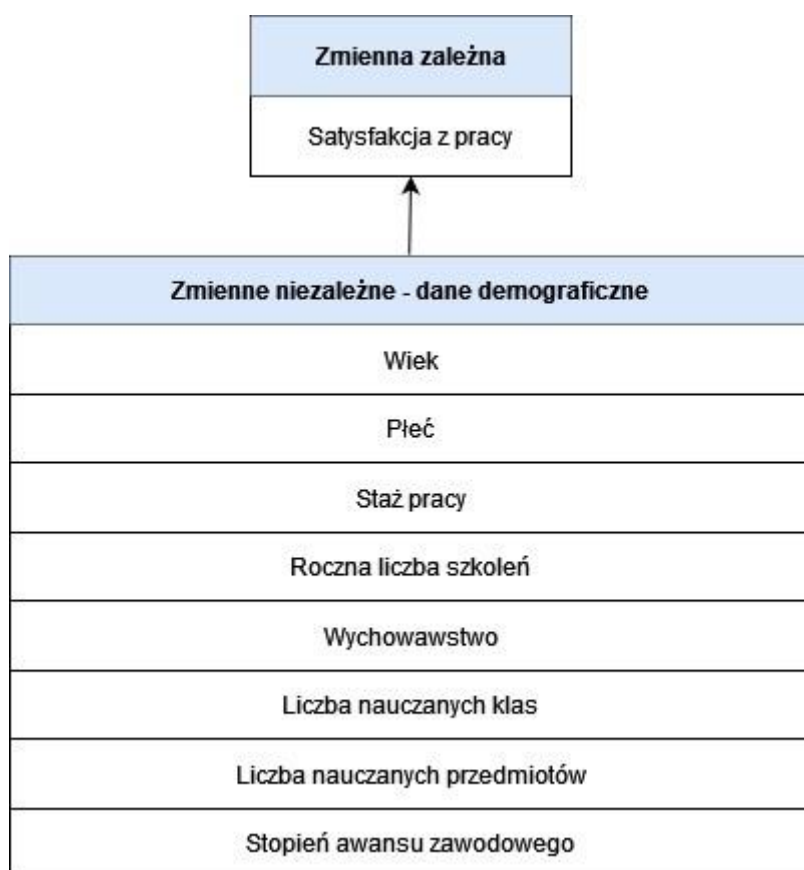 Zmienna zależna
Satysfakcja z pracy
Zmienne niezależne - dane demograficzne
Wiek
Płeć
Staż pracy
Roczna liczba szkoleń
Wychowawstwo
Liczba nauczanych klas
Liczba nauczanych przedmiotów
Stopień awansu zawodowego